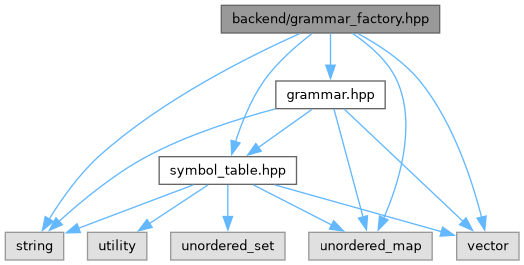 backend/grammar_factory.hpp
grammar.hpp
symbol_table.hpp
string
utility
unordered_set
unordered_map
vector